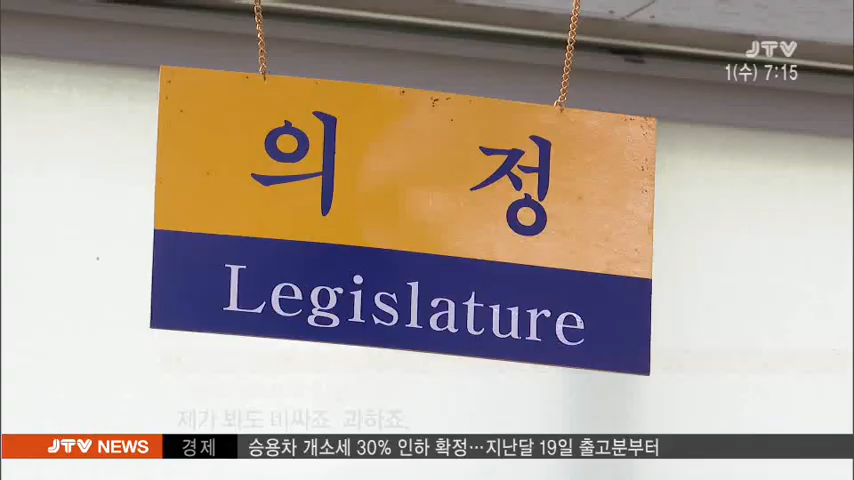 JTV
1(수) 7:15
의 정
Legislature
제가 봐도 비싸죠. 과하죠.
JTV NEWS 경제 승용차 개소세 30% 인하 확정…지난달 19일 출고분부터